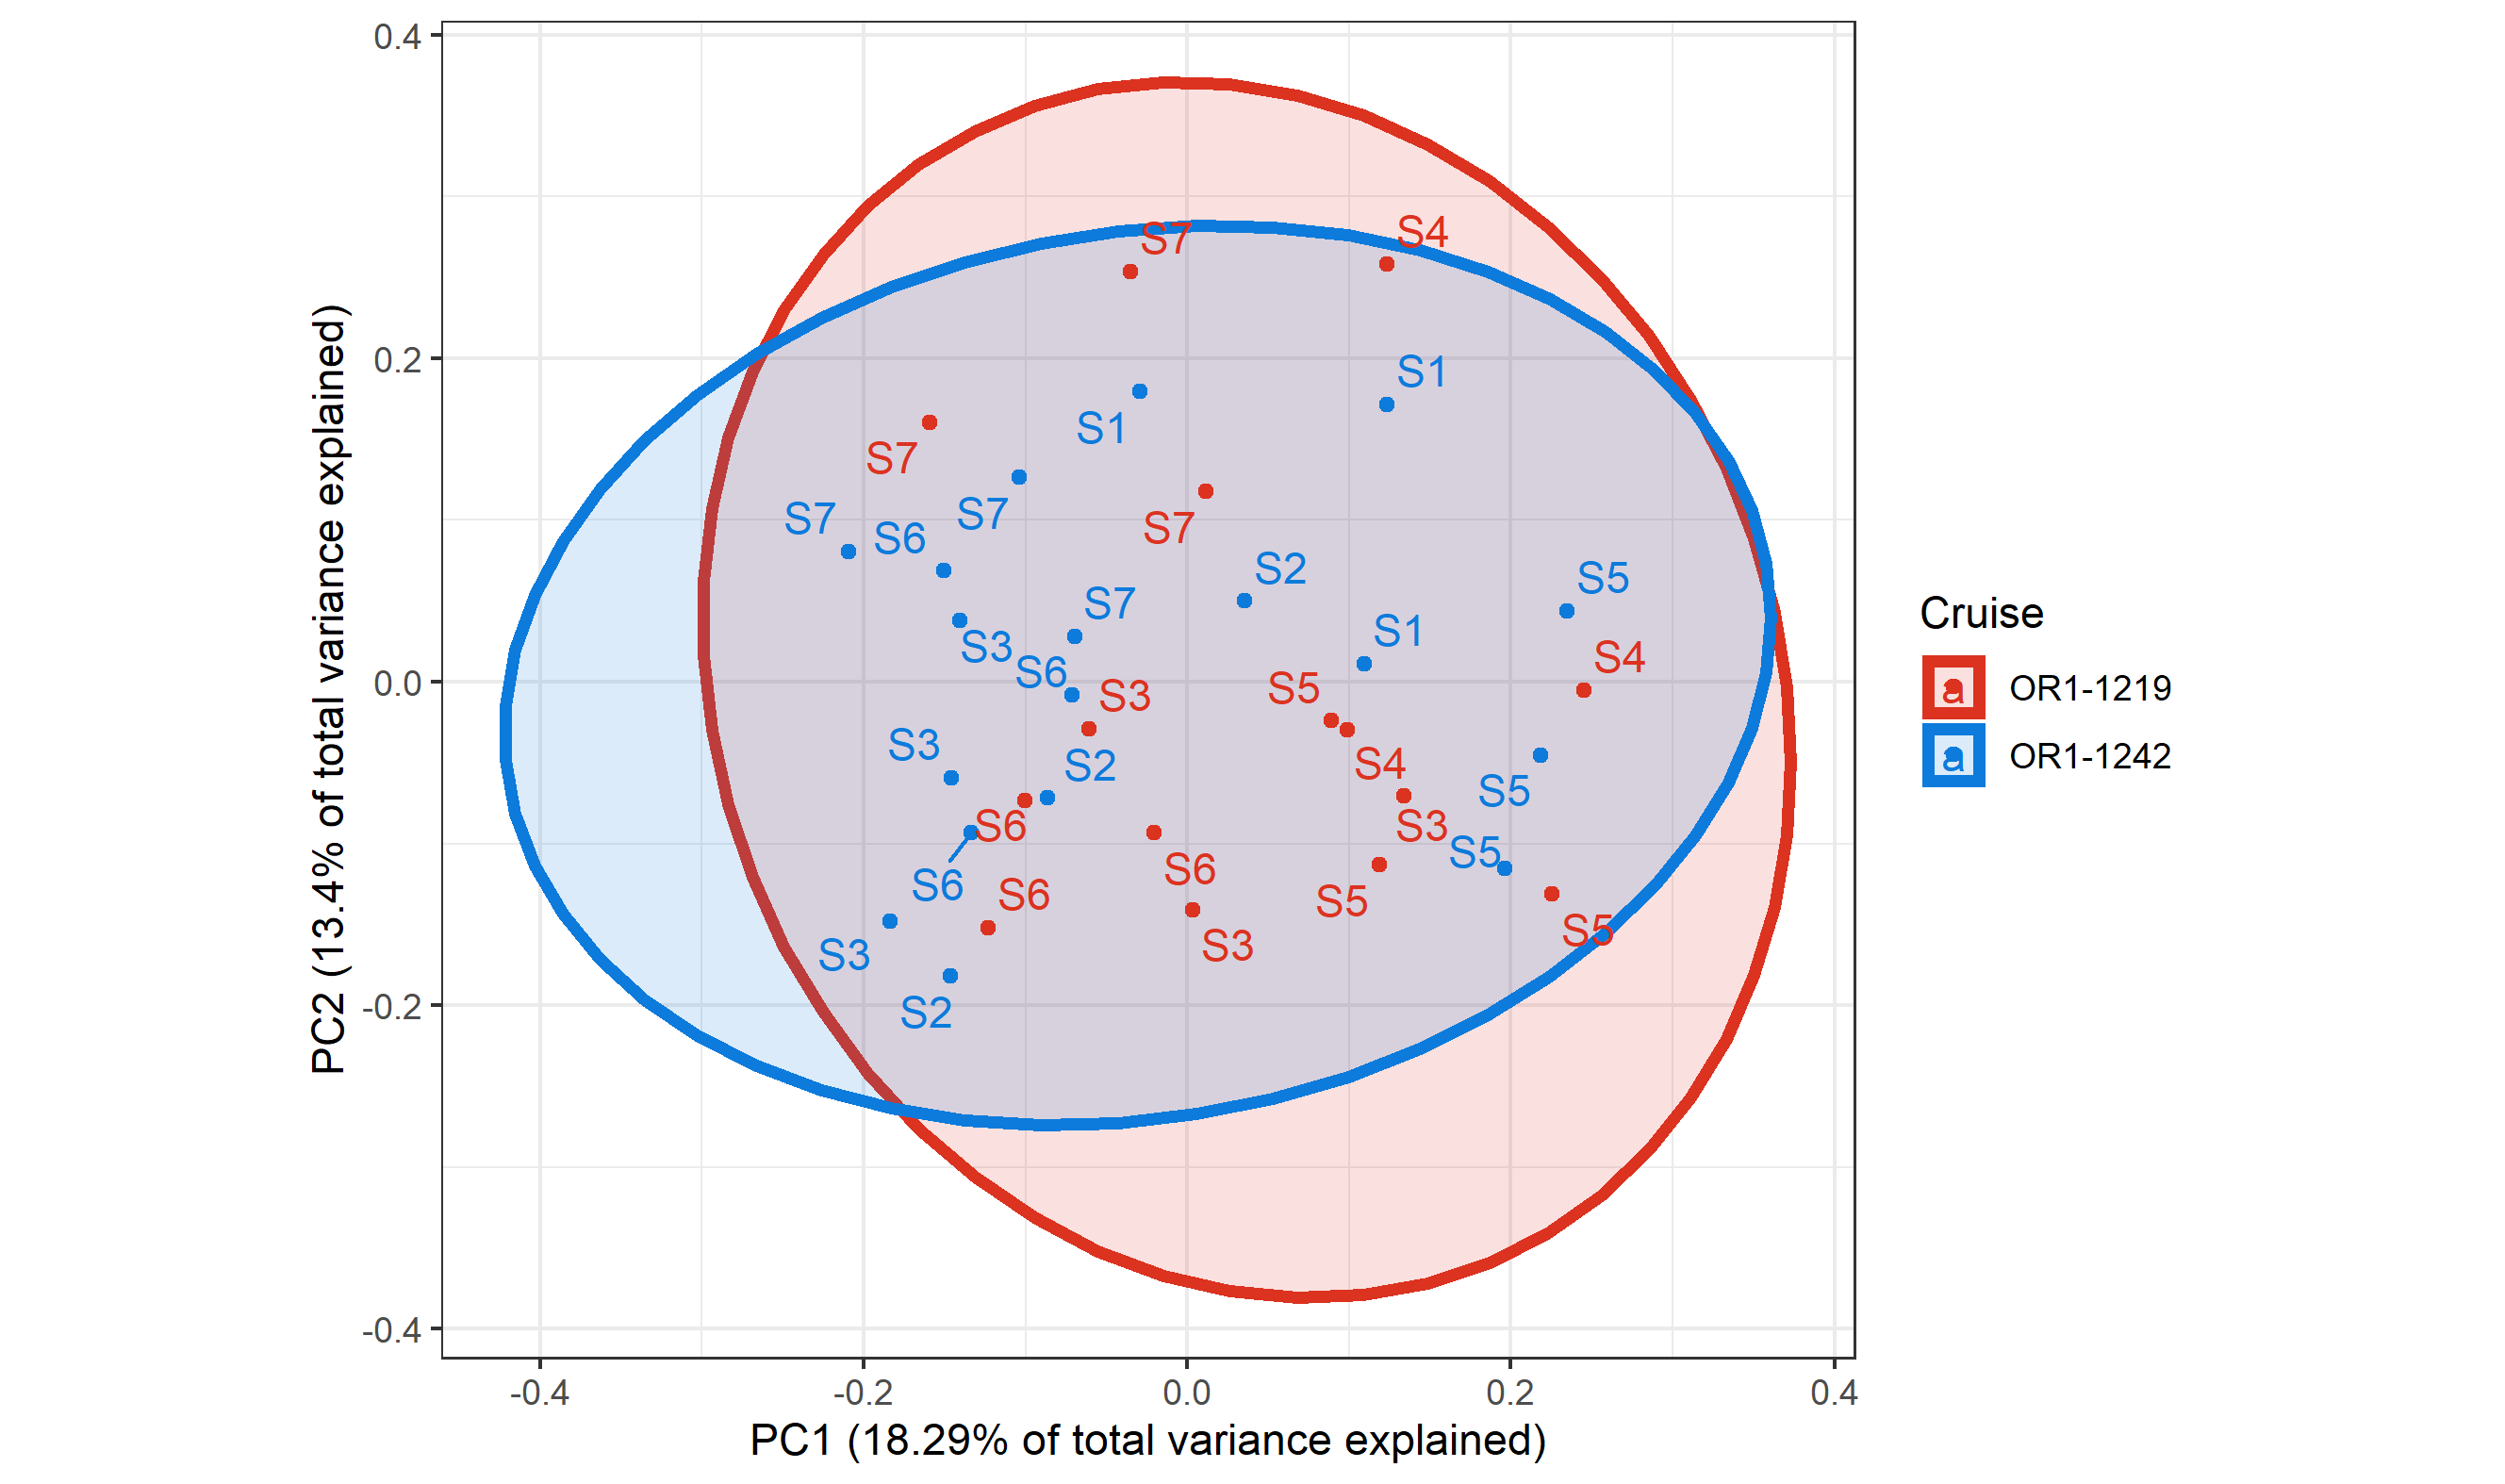 0.4
0.2
0.0
-0.2
-0.4
PC2 (13.4% of total variance explained)
S7
S4
S1
S1
S7
S7
S7
S6
S7
S2
S5
S7
S1
S3
S6
S4
S5
S3
S3
S2
S4
S5
S6
S3
S5
S6
S6
S6
S5
S5
S3
S3
S2
-0.4
-0.2
0.0
0.2
0.4
PC1 (18.29% of total variance explained)
Cruise
a OR1-1219
a OR1-1242